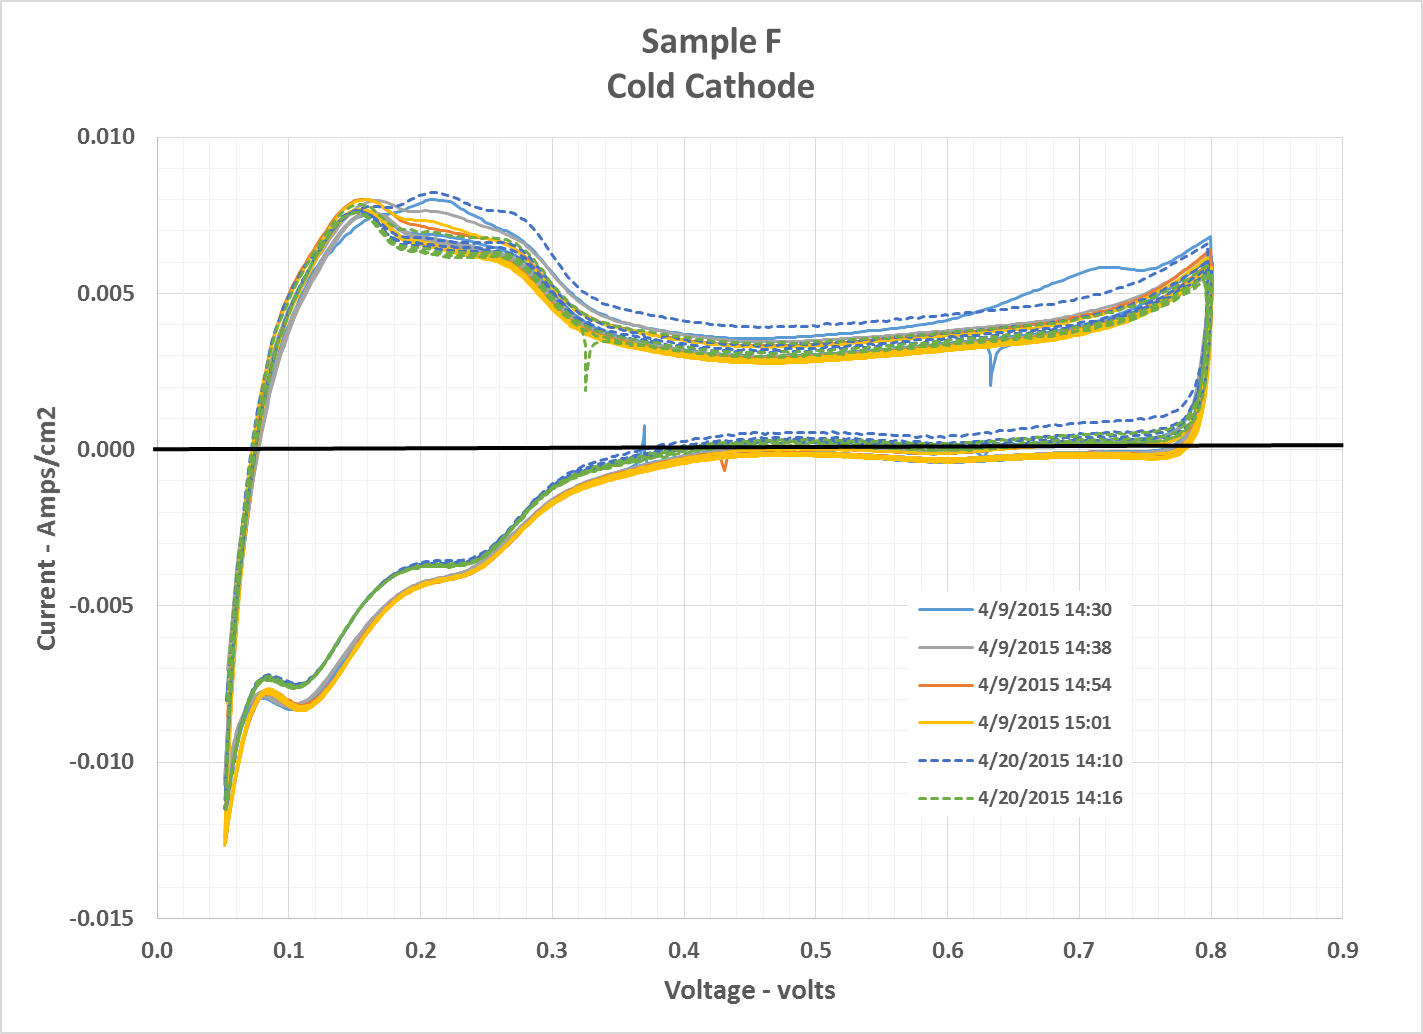 Sample F
Cold Cathode
0.010
0.005
0.000
-0.005
-0.010
-0.015
Current - Amps/cm2
4/9/2015 14:30
4/9/2015 14:38
4/9/2015 14:54
4/9/2015 15:01
4/20/2015 14:10
4/20/2015 14:16
0.0 0.1 0.2 0.3 0.4 0.5 0.6 0.7 0.8 0.9
Voltage - volts